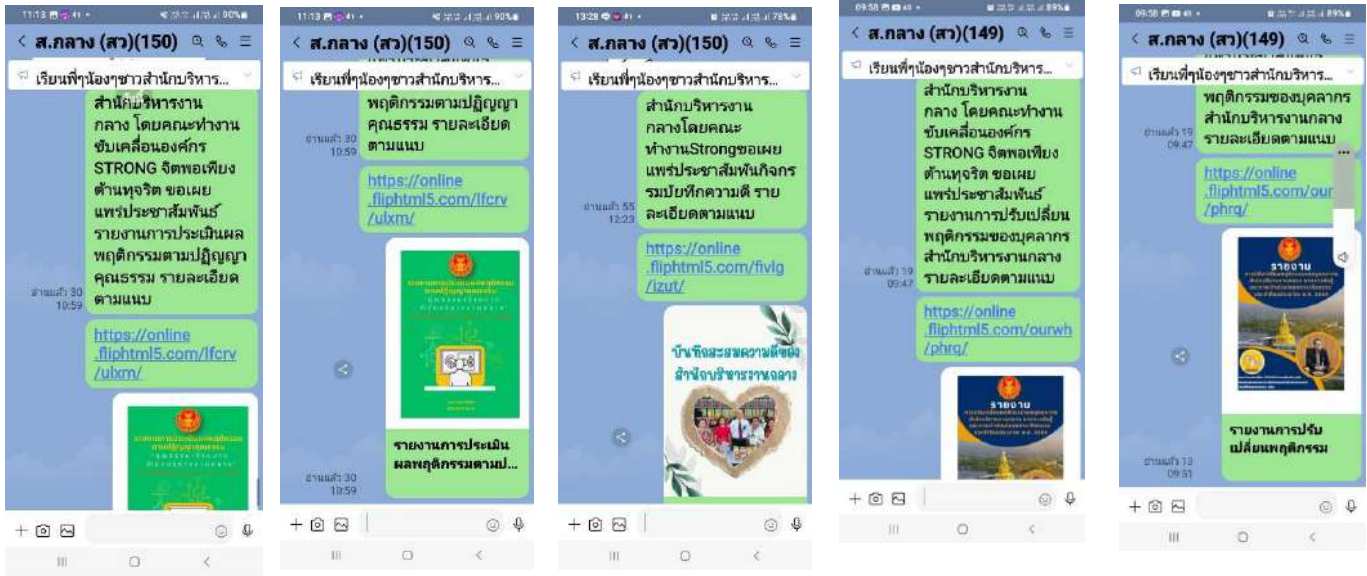 11:13
90%
ส.กลาง (สว)(150)
เรียนพี่ๆน้องๆชาวสำนักบริหาร...
สำนักบริหารงาน
กลาง โดยคณะทำงาน
ขับเคลื่อนองค์กร
STRONG จิตพอเพียง
ต้านทุจริต ขอเผย
แพร่ประชาสัมพันธ์
รายงานการประเมินผล
พฤติกรรมตามปฏิญญา
คุณธรรม รายละเอียด
ตามแนบ
อ่านแล้ว 30
10:59
https://online
.fliphtml5.com/lfcrv
/ulxm/
11:13
90%
ส.กลาง (สว)(150)
เรียนพี่ๆน้องๆชาวสำนักบริหาร...
พฤติกรรมตามปฏิญญา
คุณธรรม รายละเอียด
ตามแนบ
อ่านแล้ว 30
10:59
https://online
.fliphtml5.com/lfcrv
/ulxm/
รายงานการประเมิน
ผลพฤติกรรมตามป...
อ่านแล้ว 30
10:59
13:28
78%
ส.กลาง (สว)(150)
เรียนพี่ๆน้องๆชาวสำนักบริหาร...
สำนักบริหารงาน
กลางโดยคณะ
ทำงานStrongขอเผย
แพร่ประชาสัมพันกิจกร
รมบัยทึกความดี ราย
ละเอียดตามแนบ
อ่านแล้ว 55
12:23
https://online
.fliphtml5.com/fivlg
/izut/
บันทึกสะสมความดีของ
สำนักบริหารงานกลาง
09:58
89%
ส.กลาง (สว)(149)
เรียนพี่ๆน้องๆชาวสำนักบริหาร...
สำนักบริหารงาน
กลาง โดยคณะทำงาน
ขับเคลื่อนองค์กร
STRONG จิตพอเพียง
ต้านทุจริต ขอเผย
แพร่ประชาสัมพันธ์
รายงานการปรับเปลี่ยน
พฤติกรรมของบุคลากร
สำนักบริหารงานกลาง
รายละเอียดตามแนบ
อ่านแล้ว 19
09:47
https://online
.fliphtml5.com/ourwh
/phrq/
รายงาน
09:58
89%
ส.กลาง (สว)(149)
เรียนพี่ๆน้องๆชาวสำนักบริหาร...
พฤติกรรมของบุคลากร
สำนักบริหารงานกลาง
รายละเอียดตามแนบ
อ่านแล้ว 19
09:47
https://online
.fliphtml5.com/our
/phrq/
รายงาน
รายงานการปรับ
เปลี่ยนพฤติกรรม
อ่านแล้ว 13
09:51